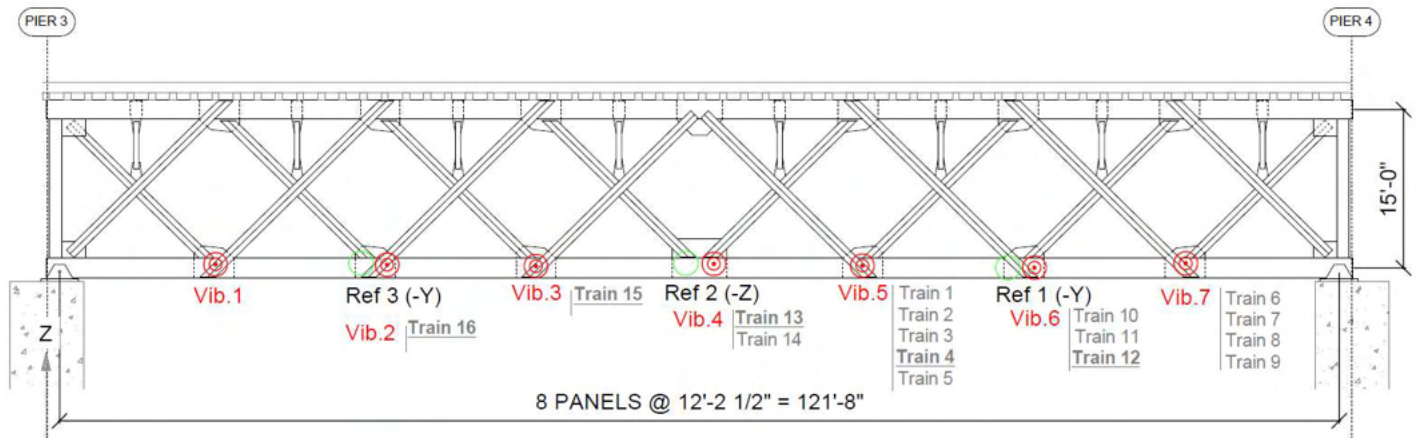 PIER 3
PIER 4
15'-0"
Vib.1
Ref 3 (-Y)
Vib.2
Train 16
Vib.3
Train 15
Ref 2 (-Z)
Vib.4
Train 13
Train 14
Vib.5
Train 1
Train 2
Train 3
Train 4
Train 5
Ref 1 (-Y)
Vib.6
Train 10
Train 11
Train 12
Vib.7
Train 6
Train 7
Train 8
Train 9
Z
8 PANELS @ 12'-2 1/2" = 121'-8"